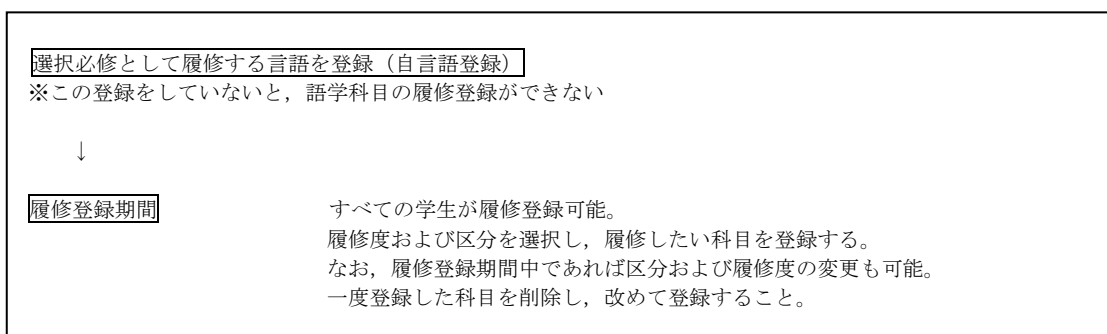 選択必修として履修する言語を登録（自言語登録）
※この登録をしていないと，語学科目の履修登録ができない
↓
履修登録期間　すべての学生が履修登録可能。
履修度および区分を選択し，履修したい科目を登録する。
なお，履修登録期間中であれば区分および履修度の変更も可能。
一度登録した科目を削除し，改めて登録すること。